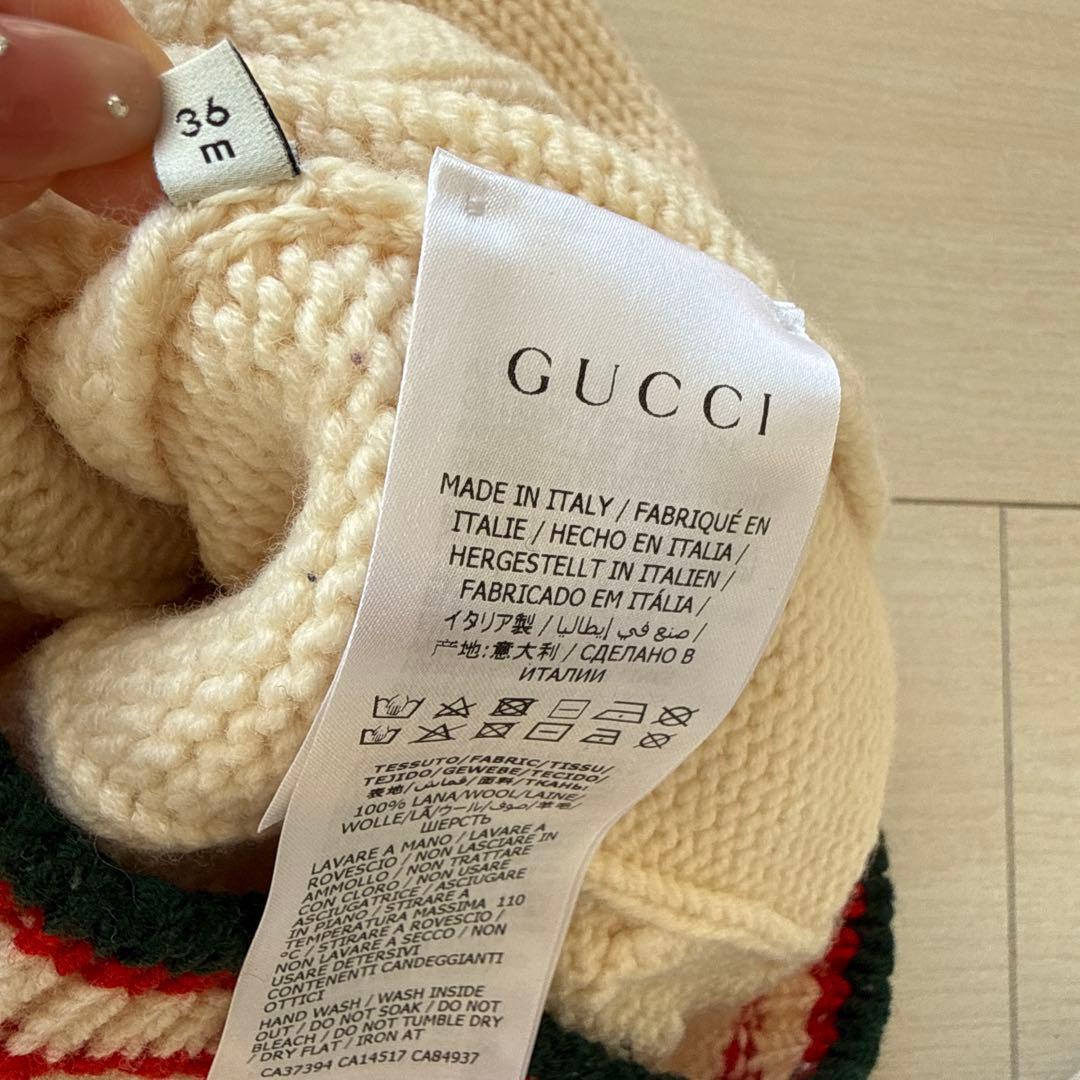 36
m
GUCCI
MADE IN ITALY / FABRIQUÉ EN
ITALIE / HECHO EN ITALIA /
HERGESTELLT IN ITALIEN /
FABRICADO EM ITÁLIA /
イタリア製 / صنع في إيطاليا /
产地:意大利 / СДЕЛАНО В
ИТАЛИИ
TESSUTO/FABRIC/TISSU/
TEJIDO/GEWEBE/TECIDO/
表地/قماش/面料/ТКАНЬ
100% LANA/WOOL/LAINE/
WOLLE/LÃ/ウール/صوف/羊毛/
ШЕРСТЬ
LAVARE A MANO / LAVARE A
ROVESCIO / NON LASCIARE IN
AMMOLLO / NON TRATTARE
CON CLORO / NON USARE
ASCIUGATRICE / ASCIUGARE
IN PIANO / STIRARE A
TEMPERATURA MASSIMA 110
°C / STIRARE A ROVESCIO /
NON LAVARE A SECCO / NON
USARE DETERSIVI
CONTENENTI CANDEGGIANTI
OTTICI
HAND WASH / WASH INSIDE
OUT / DO NOT SOAK / DO NOT
BLEACH / DO NOT TUMBLE DRY
/ DRY FLAT / IRON AT
CA37394 CA14517 CA84937